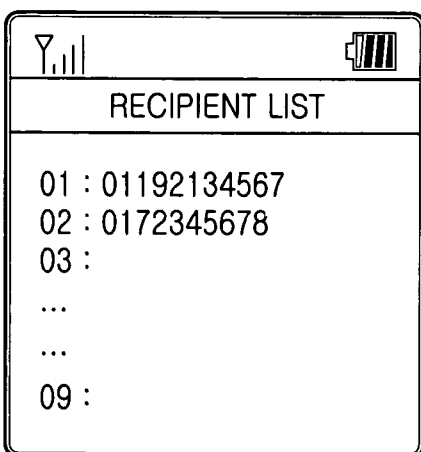 RECIPIENT LIST
01 : 01192134567
02 : 0172345678
03 :
...
...
09 :